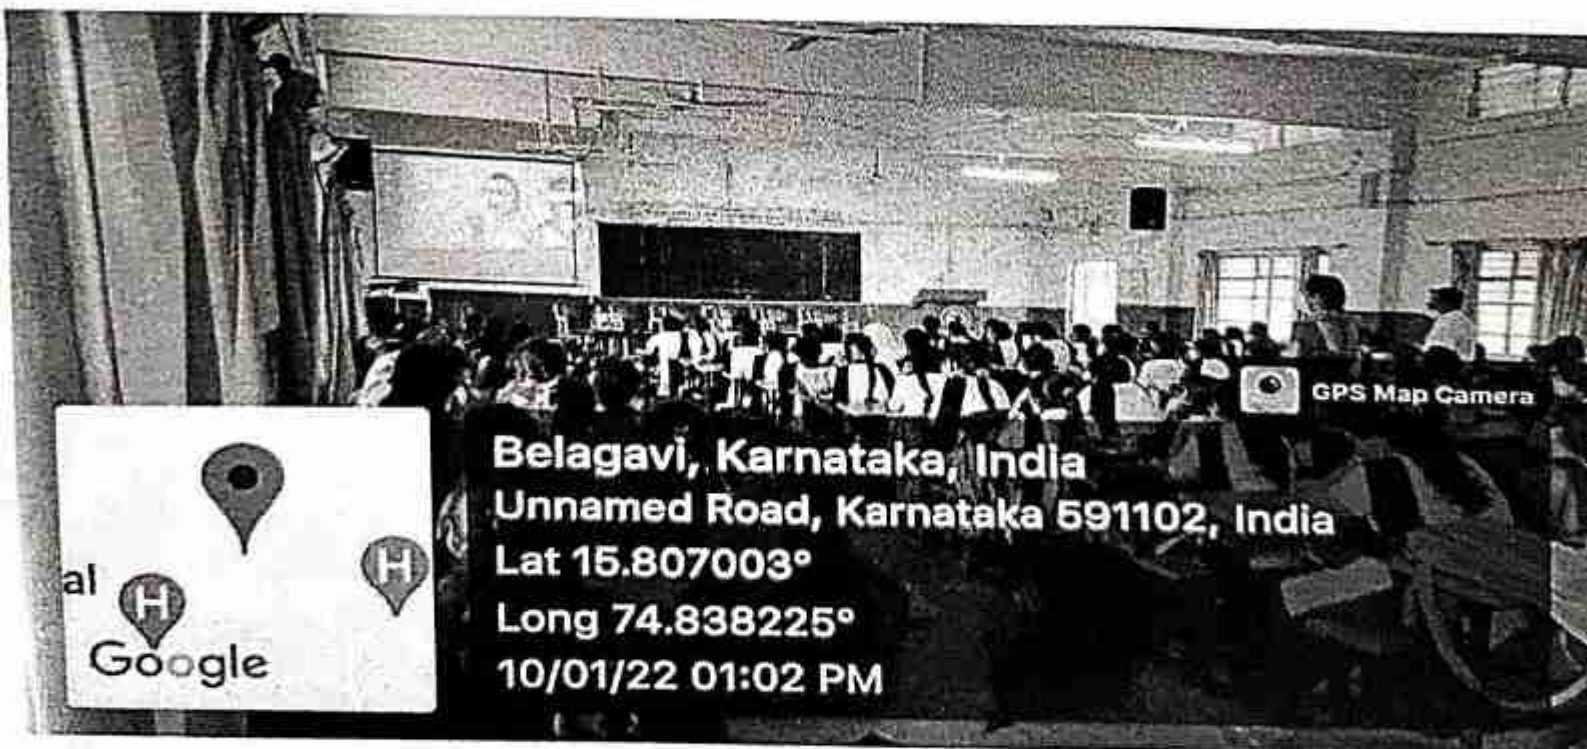 GPS Map Camera
Belagavi, Karnataka, India
Unnamed Road, Karnataka 591102, India
Lat 15.807003°
Long 74.838225°
10/01/22 01:02 PM
al
H
H
Google